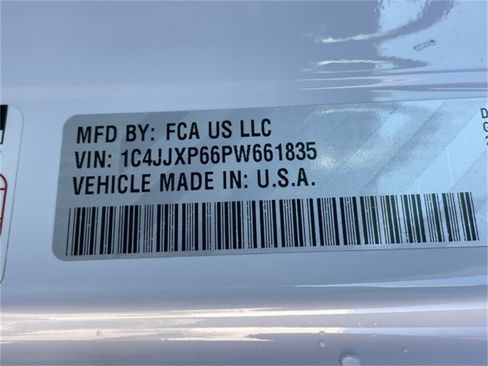 MFD BY: FCA US LLC
VIN: 1C4JJXP66PW661835
VEHICLE MADE IN: U.S.A.